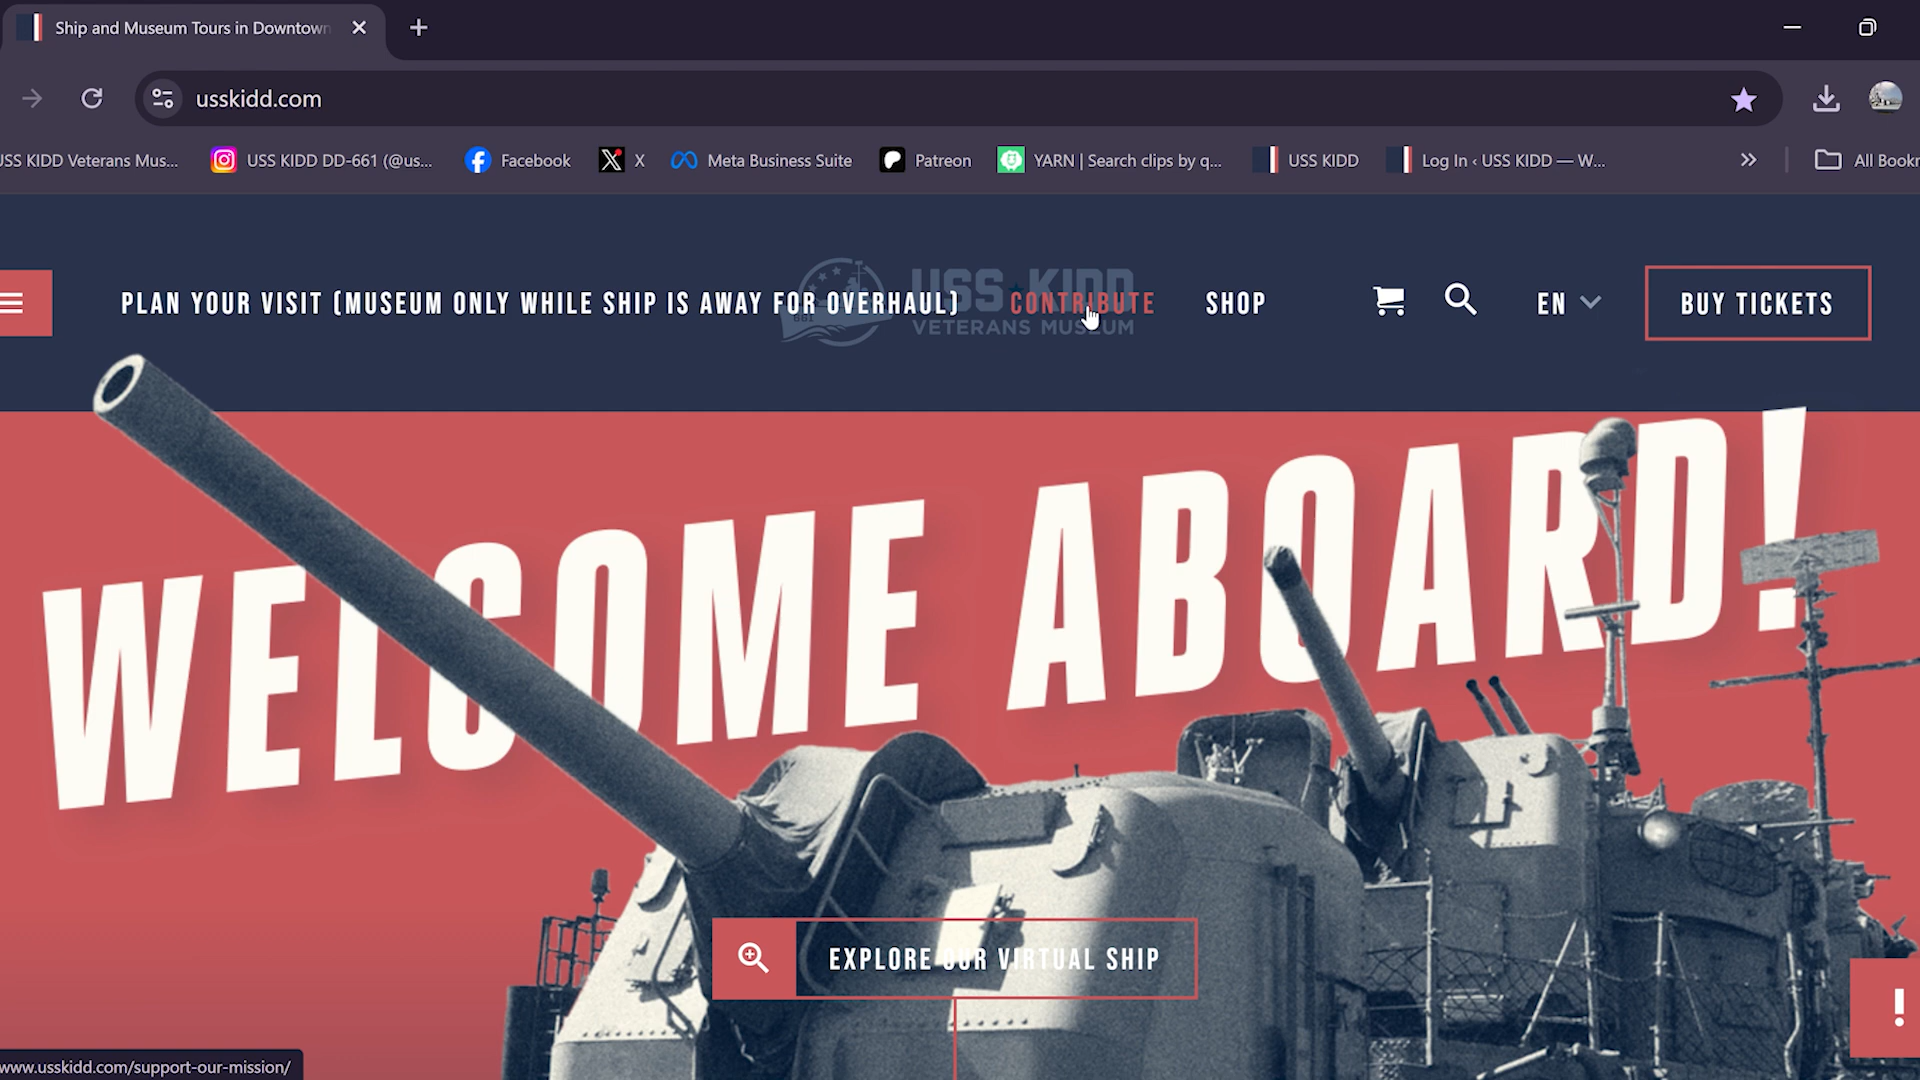 Ship and Museum Tours in Downtown
usskidd.com
USS KIDD Veterans Mus...
USS KIDD DD-661 (@us...
Facebook
X
Meta Business Suite
Patreon
YARN | Search clips by q...
USS KIDD
Log In ‹ USS KIDD — W...
All Bookr
PLAN YOUR VISIT (MUSEUM ONLY WHILE SHIP IS AWAY FOR OVERHAUL)
CONTRIBUTE
SHOP
EN
BUY TICKETS
661
USS KIDD
VETERANS MUSEUM
WELCOME ABOARD!
EXPLORE OUR VIRTUAL SHIP
!
www.usskidd.com/support-our-mission/